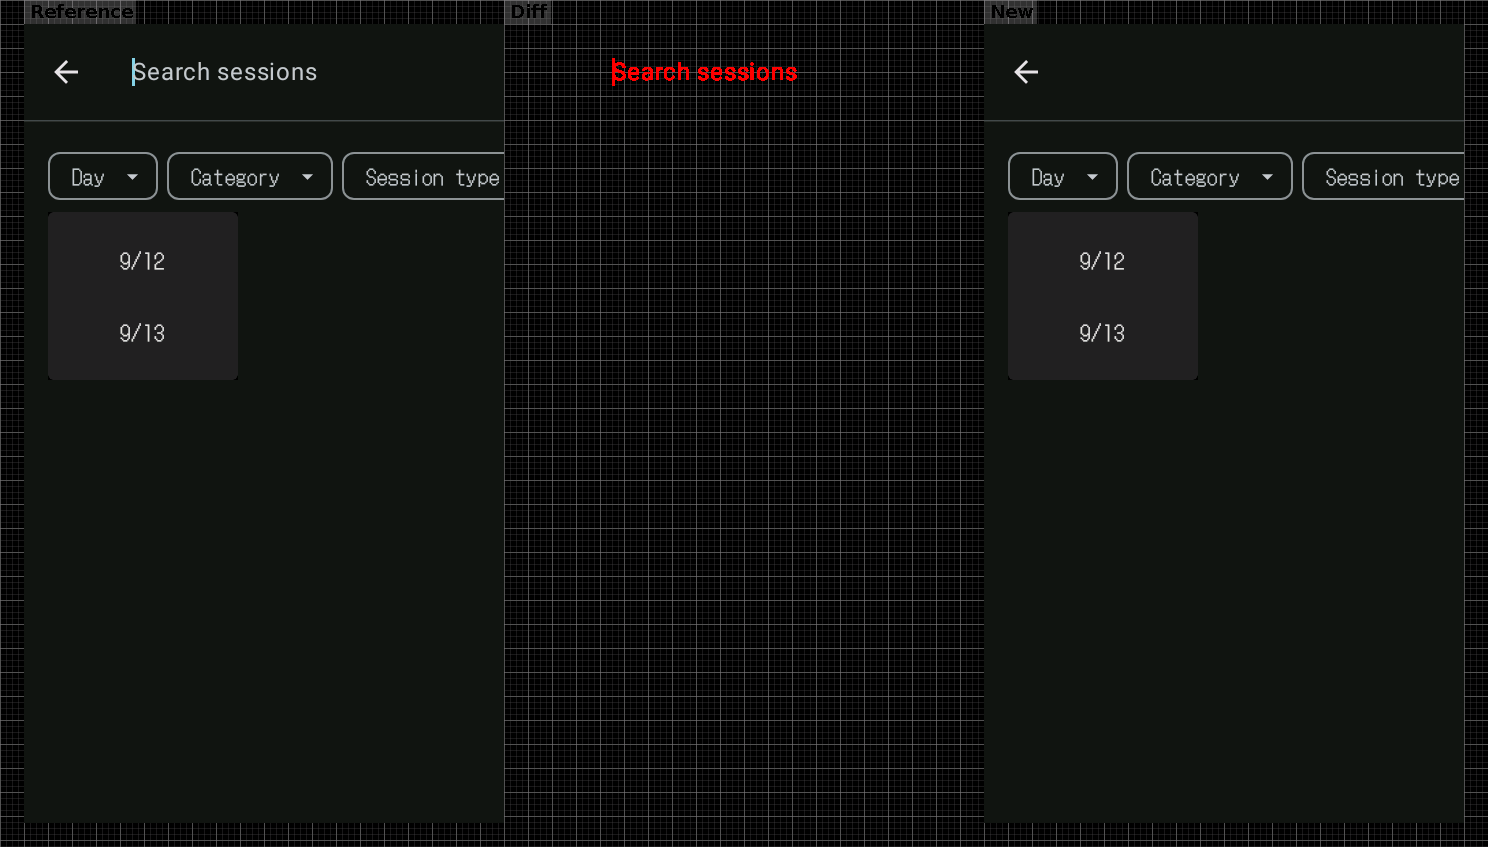 Reference
Diff
New
Search sessions
Search sessions
Day
Category
Session type
Day
Category
Session type
9/12
9/13
9/12
9/13